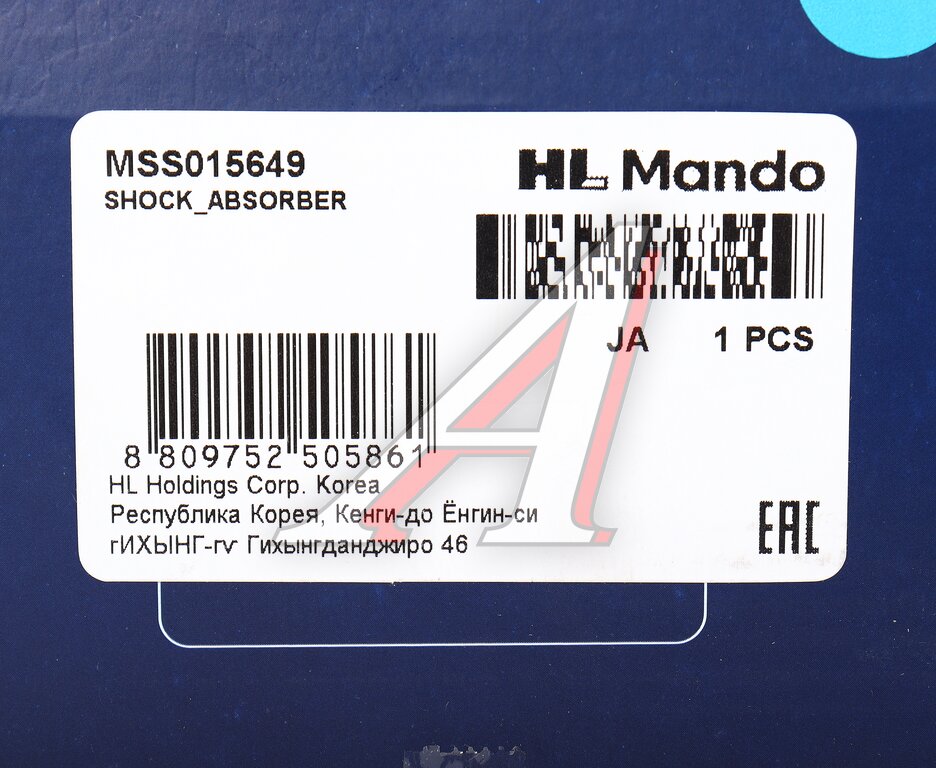 MSS015649
SHOCK_ABSORBER
HL Mando
JA 1 PCS
8 809752 505861
HL Holdings Corp. Korea
Республика Корея, Кенги-до Ёнгин-си
гИХЫНГ-гv Гихынгданджиро 46
EAC